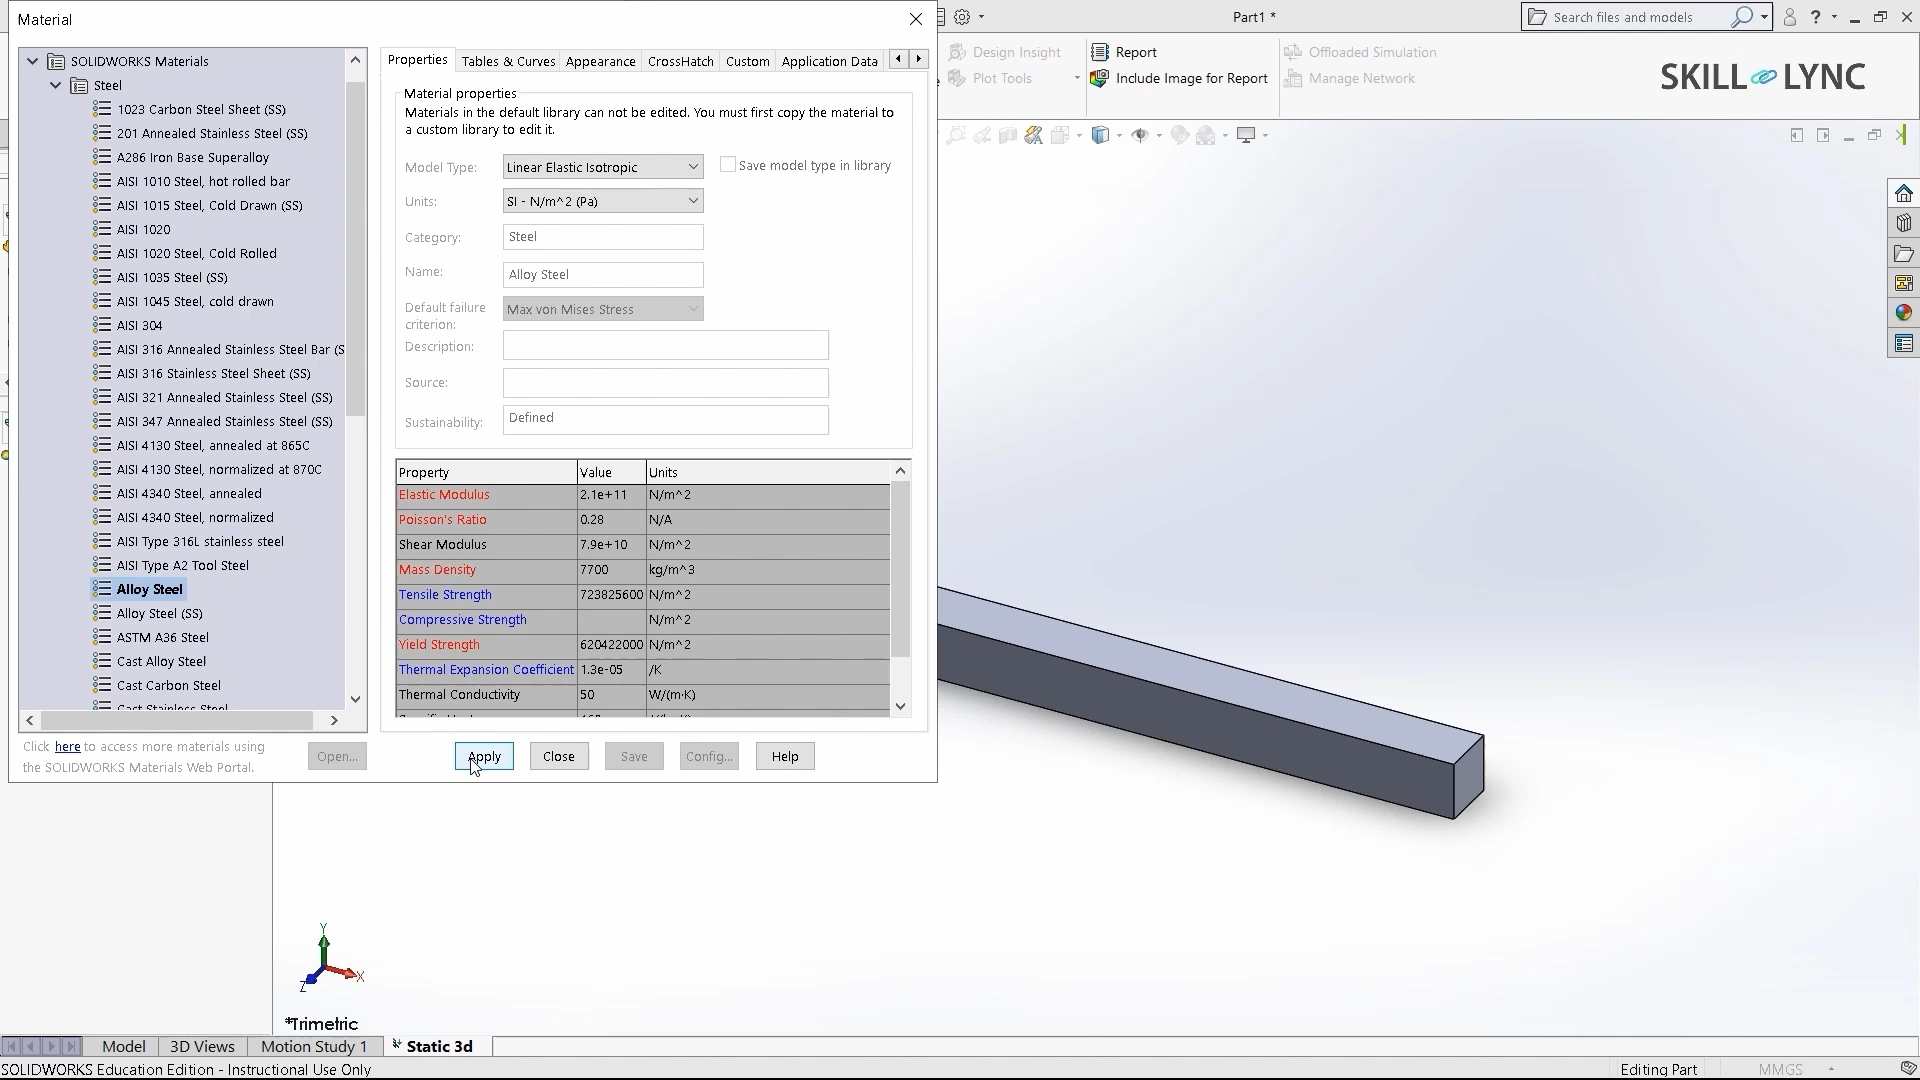 Material
SOLIDWORKS Materials
Steel
1023 Carbon Steel Sheet (SS)
201 Annealed Stainless Steel (SS)
A286 Iron Base Superalloy
AISI 1010 Steel, hot rolled bar
AISI 1015 Steel, Cold Drawn (SS)
AISI 1020
AISI 1020 Steel, Cold Rolled
AISI 1035 Steel (SS)
AISI 1045 Steel, cold drawn
AISI 304
AISI 316 Annealed Stainless Steel Bar (S
AISI 316 Stainless Steel Sheet (SS)
AISI 321 Annealed Stainless Steel (SS)
AISI 347 Annealed Stainless Steel (SS)
AISI 4130 Steel, annealed at 865C
AISI 4130 Steel, normalized at 870C
AISI 4340 Steel, annealed
AISI 4340 Steel, normalized
AISI Type 316L stainless steel
AISI Type A2 Tool Steel
Alloy Steel
Alloy Steel (SS)
ASTM A36 Steel
Cast Alloy Steel
Cast Carbon Steel
Cast Stainless Steel
Click here to access more materials using
the SOLIDWORKS Materials Web Portal.
Open...
Properties Tables & Curves Appearance CrossHatch Custom Application Data
Material properties
Materials in the default library can not be edited. You must first copy the material to
a custom library to edit it.
Model Type: Linear Elastic Isotropic Save model type in library
Units: SI - N/m^2 (Pa)
Category: Steel
Name: Alloy Steel
Default failure
criterion: Max von Mises Stress
Description:
Source:
Sustainability: Defined
Property Value Units
Elastic Modulus 2.1e+11 N/m^2
Poisson's Ratio 0.28 N/A
Shear Modulus 7.9e+10 N/m^2
Mass Density 7700 kg/m^3
Tensile Strength 723825600 N/m^2
Compressive Strength N/m^2
Yield Strength 620422000 N/m^2
Thermal Expansion Coefficient 1.3e-05 /K
Thermal Conductivity 50 W/(m·K)
Apply Close Save Config... Help
Part1 *
Search files and models
?
Design Insight
Plot Tools
Report
Include Image for Report
Offloaded Simulation
Manage Network
SKILL LYNC
Y
X
Z
*Trimetric
Model 3D Views Motion Study 1 Static 3d
SOLIDWORKS Education Edition - Instructional Use Only
Editing Part MMGS